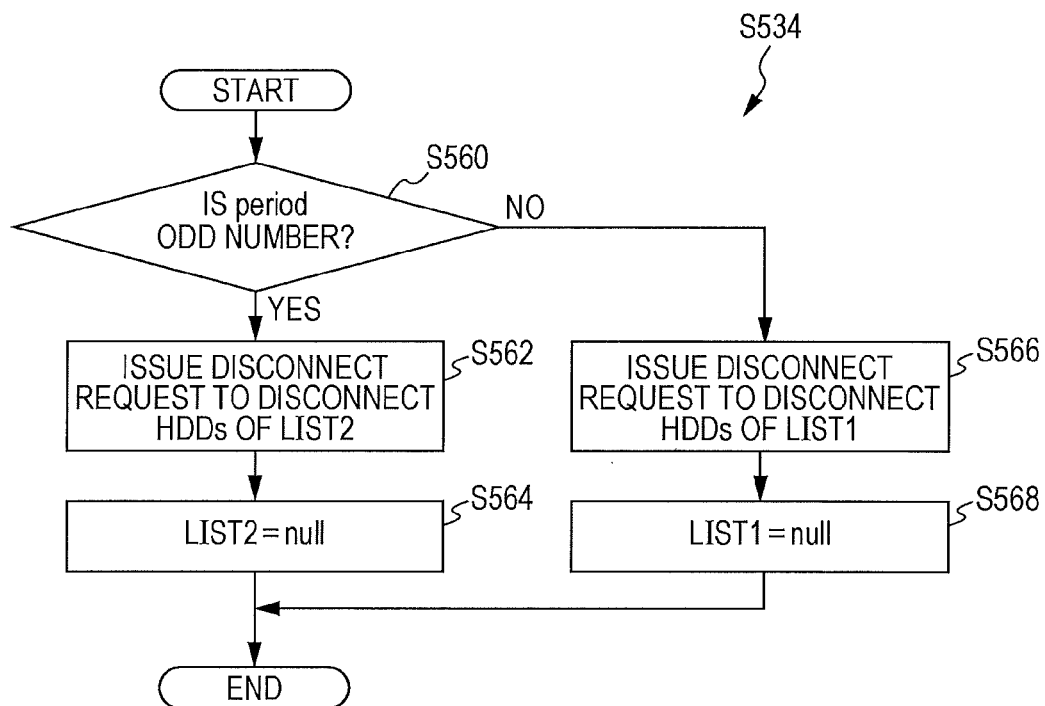 S534
START
S560
IS period
ODD NUMBER?
NO
YES
ISSUE DISCONNECT
REQUEST TO DISCONNECT
HDDs OF LIST2
S562
ISSUE DISCONNECT
REQUEST TO DISCONNECT
HDDs OF LIST1
S566
LIST2=null
S564
LIST1=null
S568
END